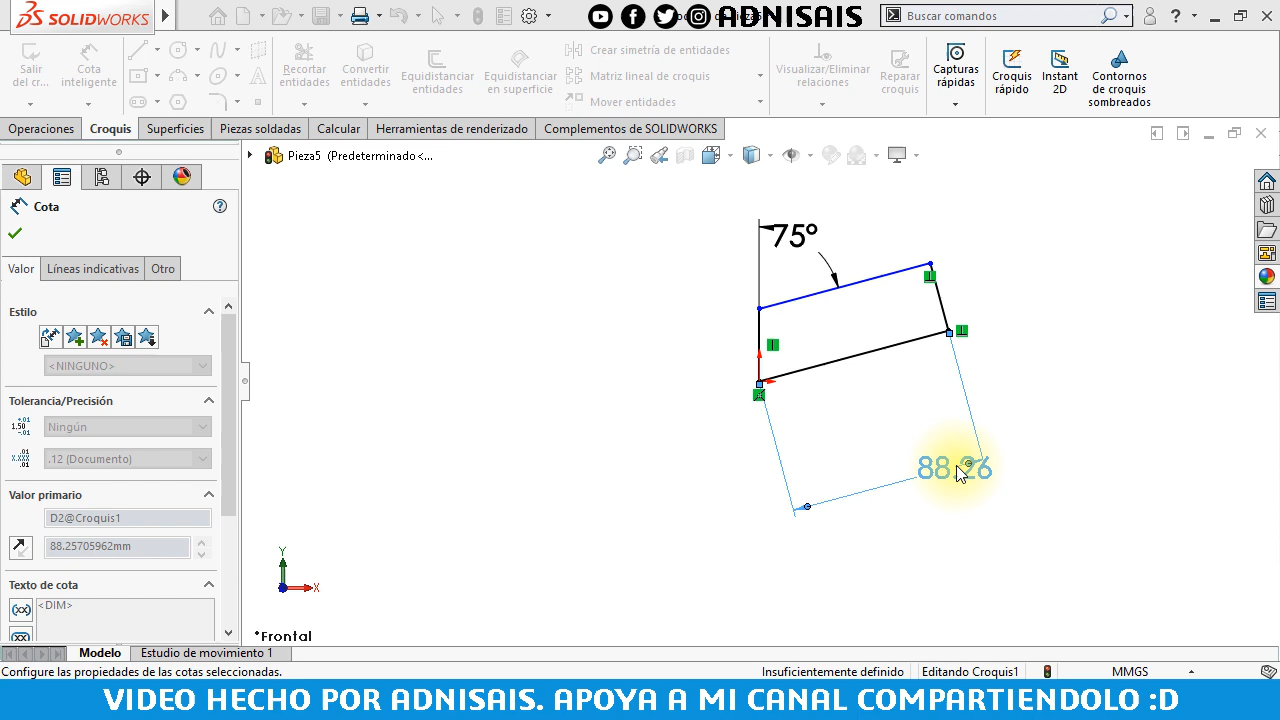 SOLIDWORKS
ADNISAIS
Buscar comandos
Salir del cr...
Cota inteligente
Recortar entidades
Convertir entidades
Equidistanciar entidades
Equidistanciar en superficie
Crear simetría de entidades
Matriz lineal de croquis
Mover entidades
Visualizar/Eliminar relaciones
Reparar croquis
Capturas rápidas
Croquis rápido
Instant 2D
Contornos de croquis sombreados
Operaciones
Croquis
Superficies
Piezas soldadas
Calcular
Herramientas de renderizado
Complementos de SOLIDWORKS
Pieza5 (Predeterminado<...
Cota
Valor
Líneas indicativas
Otro
Estilo
<NINGUNO>
Tolerancia/Precisión
Ningún
.12 (Documento)
Valor primario
D2@Croquis1
88.25705962mm
Texto de cota
<DIM>
75º
88.26
Y
X
*Frontal
Modelo
Estudio de movimiento 1
Configure las propiedades de las cotas seleccionadas.
Insuficientemente definido
Editando Croquis1
MMGS
VIDEO HECHO POR ADNISAIS. APOYA A MI CANAL COMPARTIENDOLO :D